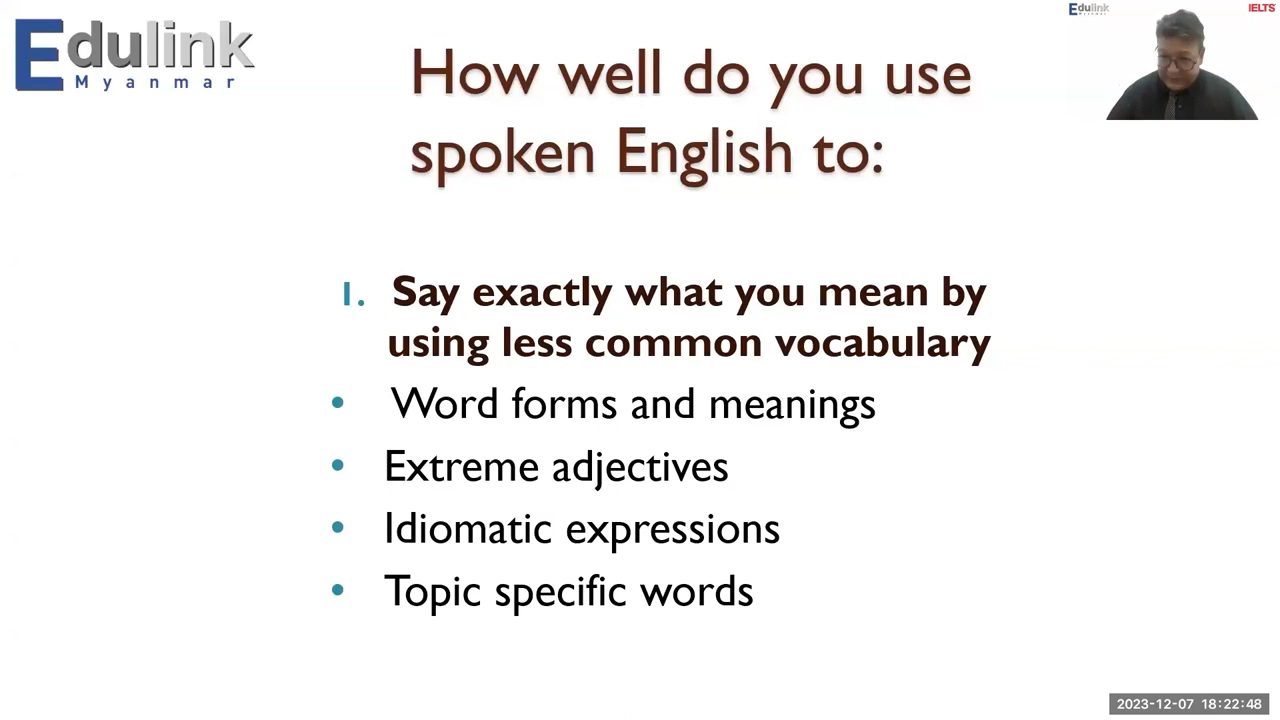 Edulink
Myanmar
Edulink
Myanmar
IELTS
How well do you use
spoken English to:
1. Say exactly what you mean by
using less common vocabulary
• Word forms and meanings
• Extreme adjectives
• Idiomatic expressions
• Topic specific words
2023-12-07 18:22:48